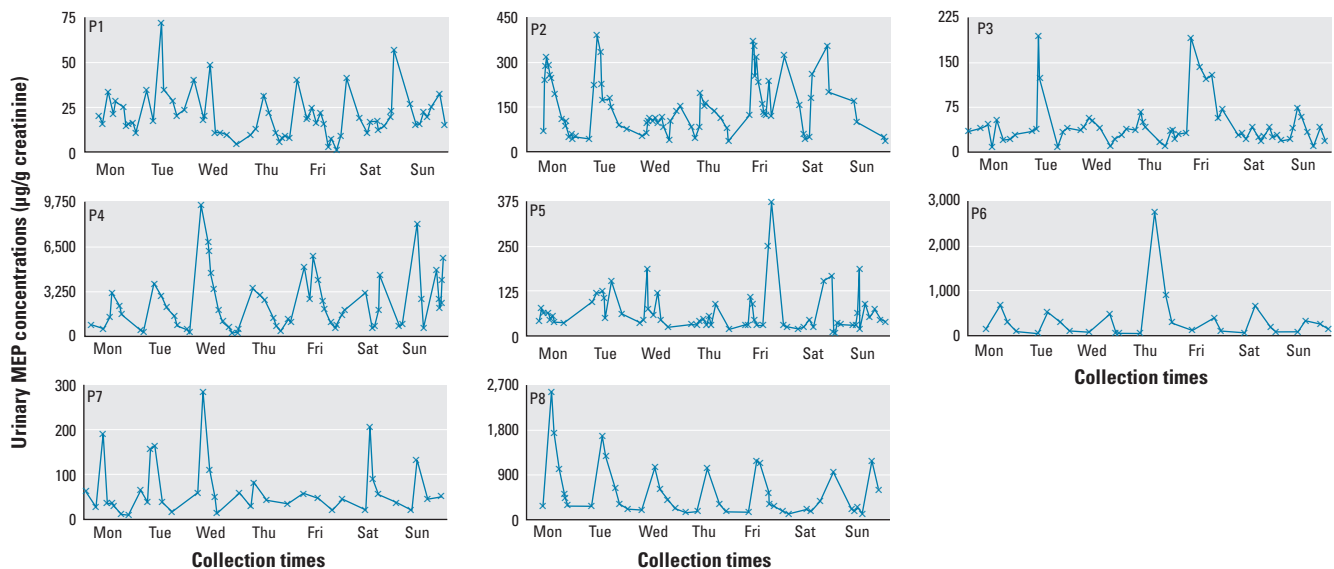 Urinary MEP concentrations (µg/g creatinine)
P1
75
50
25
0
Mon Tue Wed Thu Fri Sat Sun
P2
450
300
150
0
Mon Tue Wed Thu Fri Sat Sun
P3
225
150
75
0
Mon Tue Wed Thu Fri Sat Sun
P4
9,750
6,500
3,250
0
Mon Tue Wed Thu Fri Sat Sun
P5
375
250
125
0
Mon Tue Wed Thu Fri Sat Sun
P6
3,000
2,000
1,000
0
Mon Tue Wed Thu Fri Sat Sun
Collection times
P7
300
200
100
0
Mon Tue Wed Thu Fri Sat Sun
Collection times
P8
2,700
1,800
900
0
Mon Tue Wed Thu Fri Sat Sun
Collection times